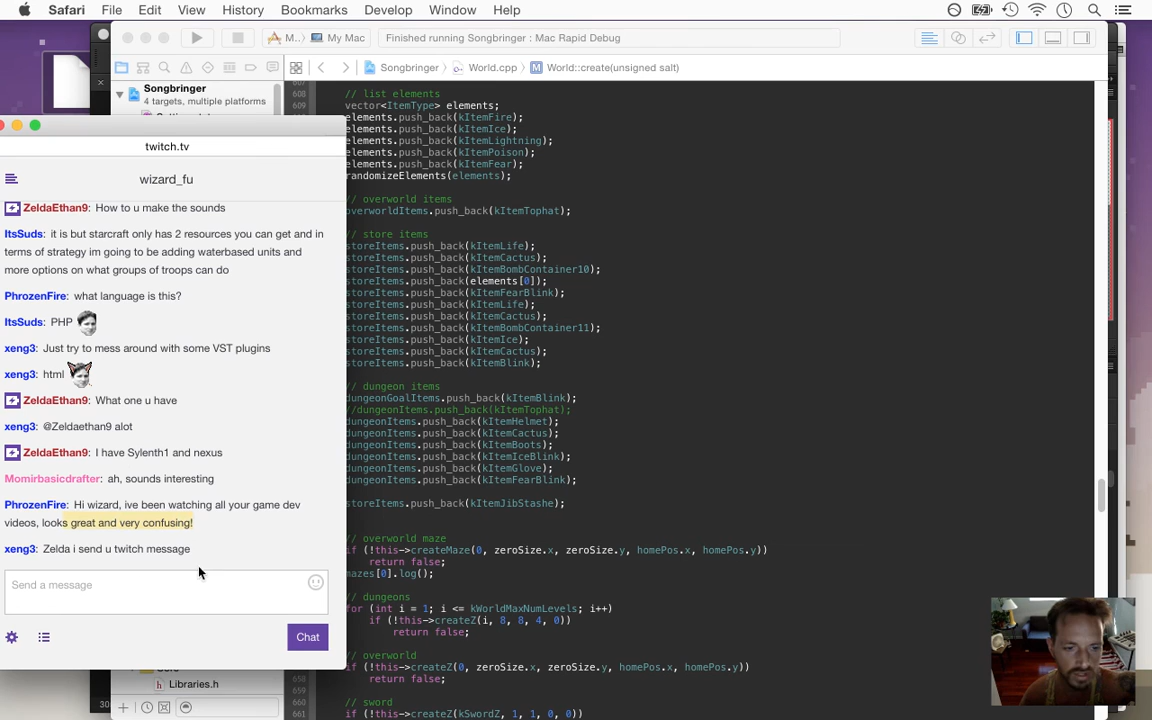 Safari File Edit View History Bookmarks Develop Window Help
M... My Mac Finished running Songbringer : Mac Rapid Debug
Songbringer World.cpp M World::create(unsigned salt)
Songbringer
4 targets, multiple platforms
twitch.tv
wizard_fu
ZeldaEthan9: How to u make the sounds
ItsSuds: it is but starcraft only has 2 resources you can get and in
terms of strategy im going to be adding waterbased units and
more options on what groups of troops can do
PhrozenFire: what language is this?
ItsSuds: PHP
xeng3: Just try to mess around with some VST plugins
xeng3: html
ZeldaEthan9: What one u have
xeng3: @Zeldaethan9 alot
ZeldaEthan9: I have Sylenth1 and nexus
Momirbasicdrafter: ah, sounds interesting
PhrozenFire: Hi wizard, ive been watching all your game dev
videos, looks great and very confusing!
xeng3: Zelda i send u twitch message
Send a message
Chat
Libraries.h
30
608 // list elements
609 vector<ItemType> elements;
elements.push_back(kItemFire);
elements.push_back(kItemIce);
elements.push_back(kItemLightning);
elements.push_back(kItemPoison);
elements.push_back(kItemFear);
randomizeElements(elements);
/ overworld items
overworldItems.push_back(kItemTophat);
/ store items
storeItems.push_back(kItemLife);
storeItems.push_back(kItemCactus);
storeItems.push_back(kItemBombContainer10);
storeItems.push_back(elements[0]);
storeItems.push_back(kItemFearBlink);
storeItems.push_back(kItemLife);
storeItems.push_back(kItemCactus);
storeItems.push_back(kItemBombContainer11);
storeItems.push_back(kItemIce);
storeItems.push_back(kItemCactus);
storeItems.push_back(kItemBlink);
/ dungeon items
dungeonGoalItems.push_back(kItemBlink);
//dungeonItems.push_back(kItemTophat);
dungeonItems.push_back(kItemHelmet);
dungeonItems.push_back(kItemCactus);
dungeonItems.push_back(kItemBoots);
dungeonItems.push_back(kItemIceBlink);
dungeonItems.push_back(kItemGlove);
dungeonItems.push_back(kItemFearBlink);
storeItems.push_back(kItemJibStashe);
/ overworld maze
if (!this->createMaze(0, zeroSize.x, zeroSize.y, homePos.x, homePos.y))
return false;
mazes[0].log();
/ dungeons
for (int i = 1; i <= kWorldMaxNumLevels; i++)
if (!this->createZ(i, 8, 8, 4, 0))
return false;
/ overworld
if (!this->createZ(0, zeroSize.x, zeroSize.y, homePos.x, homePos.y))
658 return false;
659
660 // sword
661 if (!this->createZ(kSwordZ, 1, 1, 0, 0))